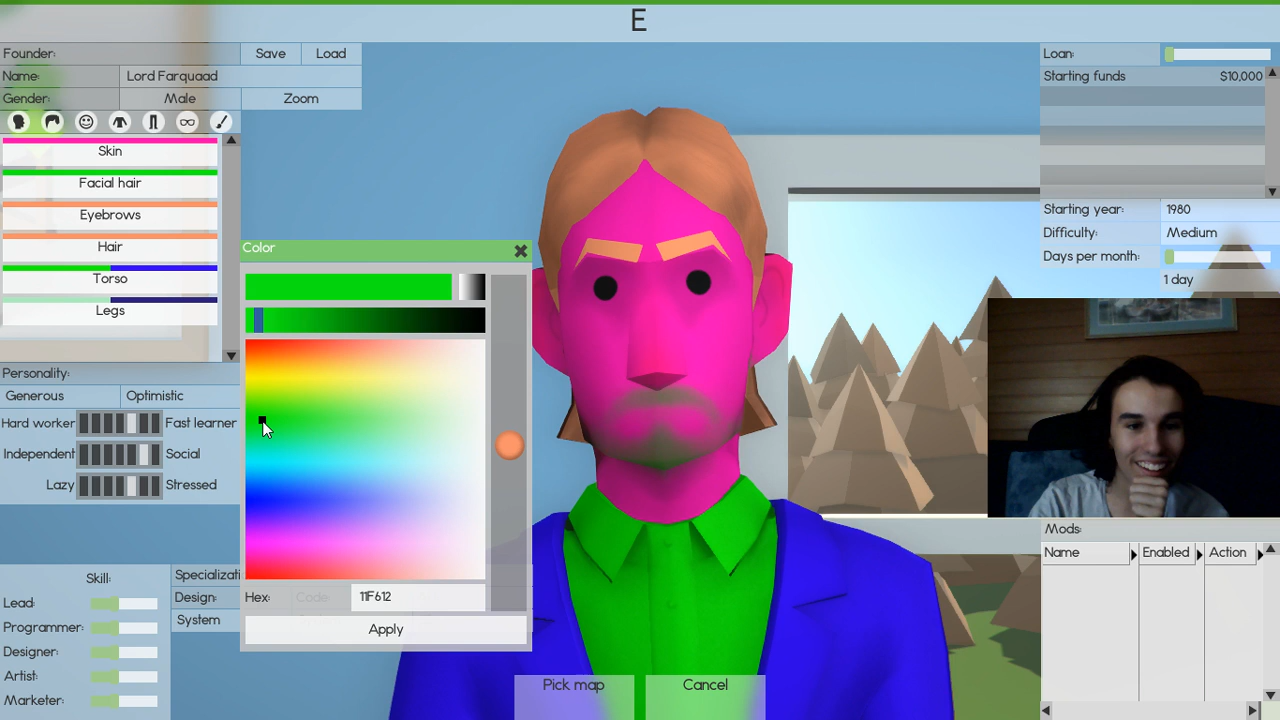 E
Founder:
Save
Load
Name:
Lord Farquaad
Gender:
Male
Zoom
Skin
Facial hair
Eyebrows
Hair
Torso
Legs
Personality:
Generous
Optimistic
Hard worker
Fast learner
Independent
Social
Lazy
Stressed
Skill:
Lead:
Programmer:
Designer:
Artist:
Marketer:
Specializati
Design:
Code:
System
Color
Hex:
11F612
Apply
Pick map
Cancel
Loan:
Starting funds
$10,000
Starting year:
1980
Difficulty:
Medium
Days per month:
1 day
Mods:
Name
Enabled
Action